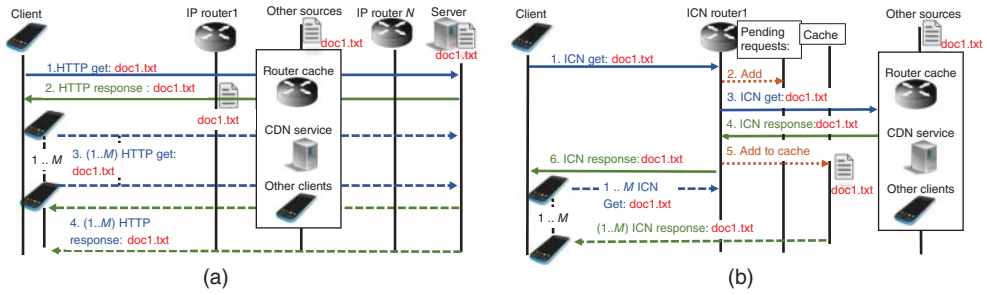 Client
IP router1
Other sources
IP router N
Server
doc1.txt
doc1.txt
1.HTTP get: doc1.txt
2. HTTP response : doc1.txt
doc1.txt
Router cache
CDN service
Other clients
1 .. M
3. (1..M) HTTP get:
doc1.txt
4. (1..M) HTTP
response: doc1.txt
(a)
Client
ICN router1
Pending
requests:
Cache
Other sources
doc1.txt
1. ICN get: doc1.txt
2. Add
3. ICN get:doc1.txt
4. ICN response:doc1.txt
5. Add to cache
6. ICN response:doc1.txt
doc1.txt
Router cache
CDN service
Other clients
1 .. M ICN
Get: doc1.txt
1 .. M
(1..M) ICN response: doc1.txt
(b)